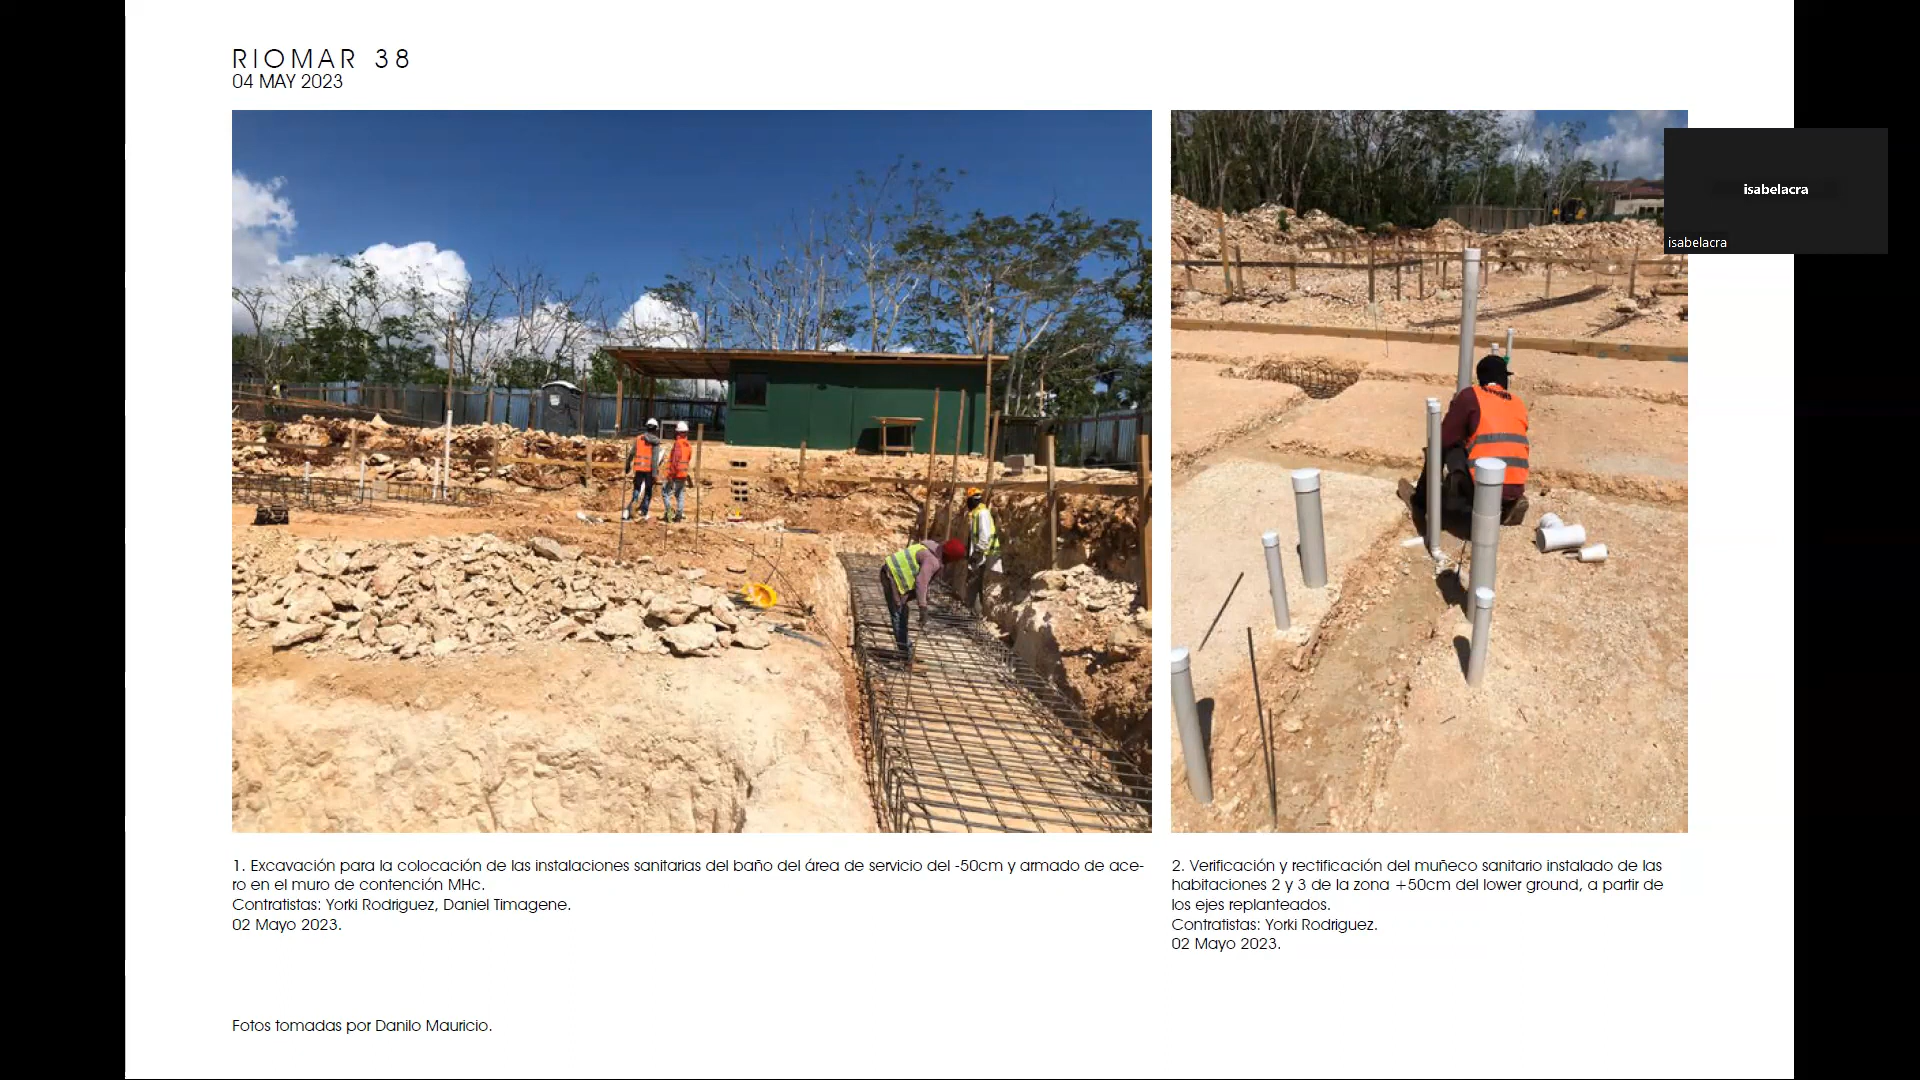 RIOMAR 38
04 MAY 2023
isabelacra
isabelacra
1. Excavación para la colocación de las instalaciones sanitarias del baño del área de servicio del -50cm y armado de ace-
ro en el muro de contención MHc.
Contratistas: Yorki Rodriguez, Daniel Timagene.
02 Mayo 2023.
2. Verificación y rectificación del muñeco sanitario instalado de las
habitaciones 2 y 3 de la zona +50cm del lower ground, a partir de
los ejes replanteados.
Contratistas: Yorki Rodriguez.
02 Mayo 2023.
Fotos tomadas por Danilo Mauricio.